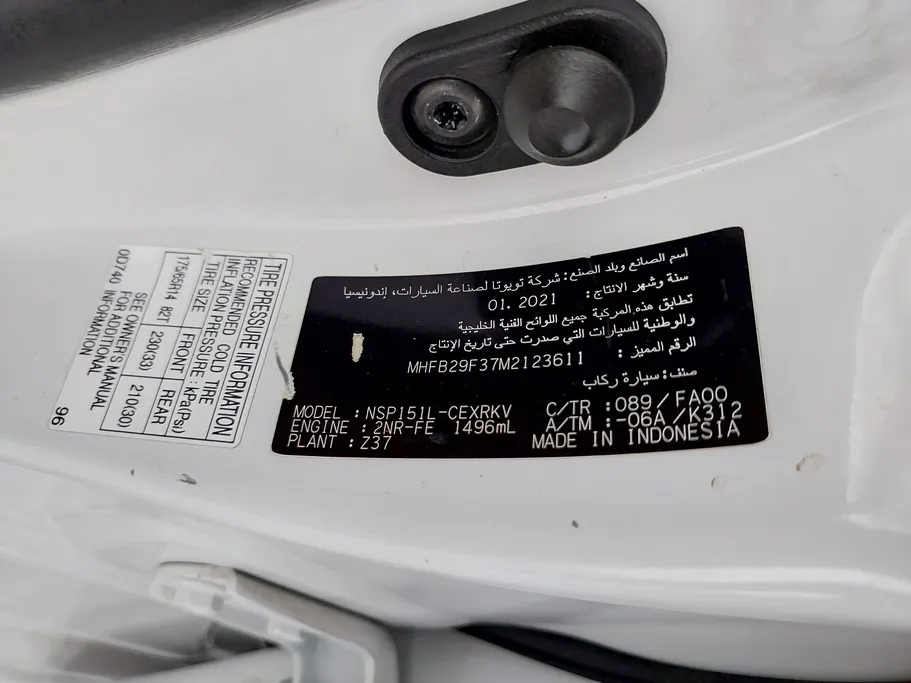 اسم الصانع وبلد الصنع : شركة تويوتا لصناعة السيارات، إندونيسيا
سنة وشهر الانتاج : 01. 2021
تطابق هذه المركبة جميع اللوائح الفنية الخليجية
والوطنية للسيارات التي صدرت حتى تاريخ الإنتاج
الرقم المميز : MHFB29F37M2123611
صنف : سيارة ركاب
MODEL : NSP151L-CEXRKV C/TR : 089/FA00
ENGINE : 2NR-FE 1496mL A/TM : -06A/K312
PLANT : Z37 MADE IN INDONESIA
TIRE PRESSURE INFORMATION
RECOMMENDED COLD TIRE
INFLATION PRESSURE : kPa(Psi)
TIRE SIZE FRONT REAR
175/65R14 82 230(33) 210(30)
SEE OWNER'S MANUAL
FOR ADDITIONAL
0D740 INFORMATION 96